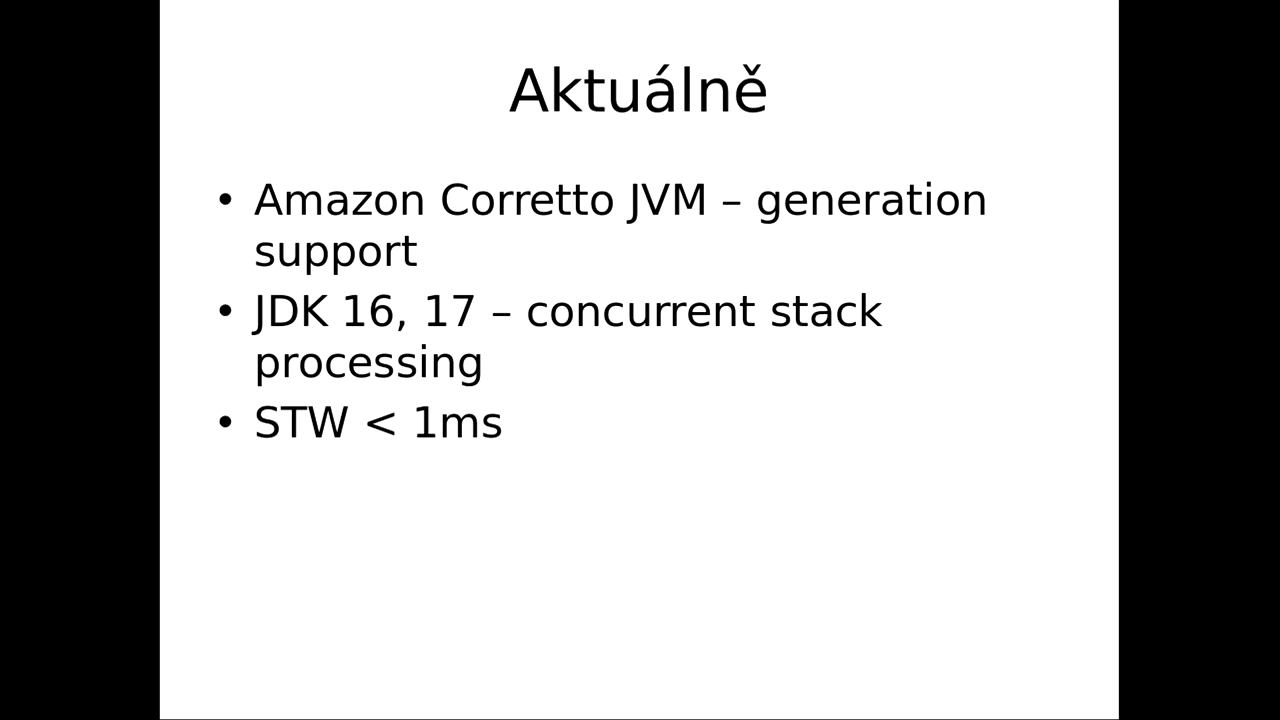 Aktuálně
• Amazon Corretto JVM – generation
support
• JDK 16, 17 – concurrent stack
processing
• STW < 1ms